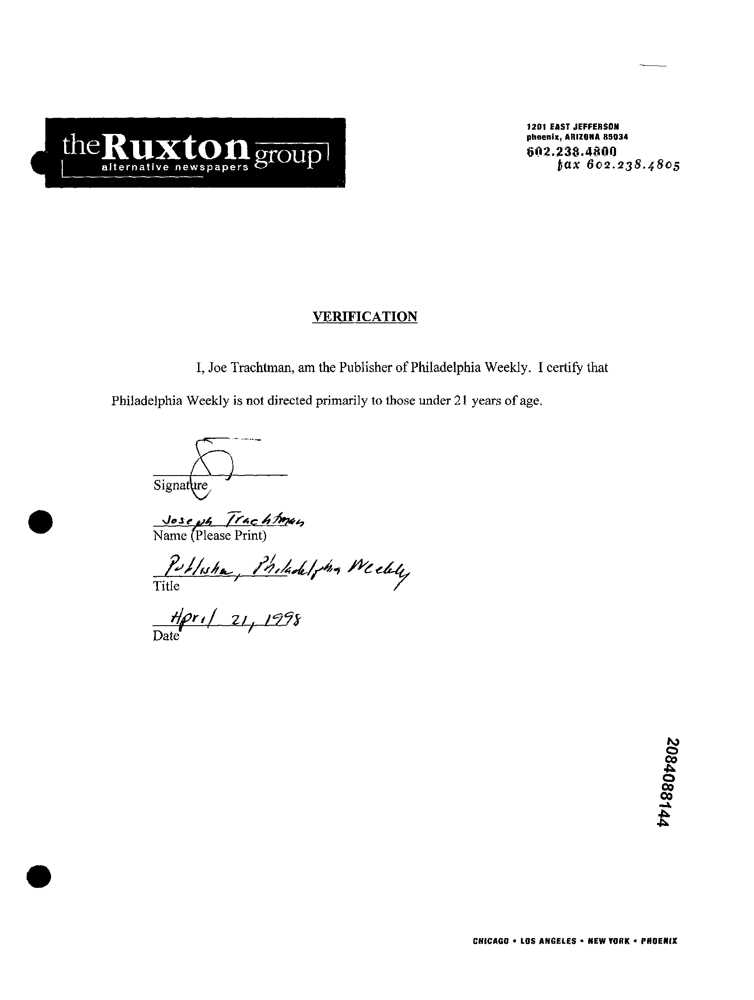 the Ruxton group
alternative newspapers
1201 EAST JEFFERSON
phoenix, ARIZONA 85034
602.238.4800
fax 602.238.4805
VERIFICATION
I, Joe Trachtman, am the Publisher of Philadelphia Weekly. I certify that
Philadelphia Weekly is not directed primarily to those under 21 years of age.
Signature
Joseph Trachtman
Name (Please Print)
Publisher, Philadelphia Weekly
Title
April 21, 1998
Date
2084088144
CHICAGO • LOS ANGELES • NEW YORK • PHOENIX